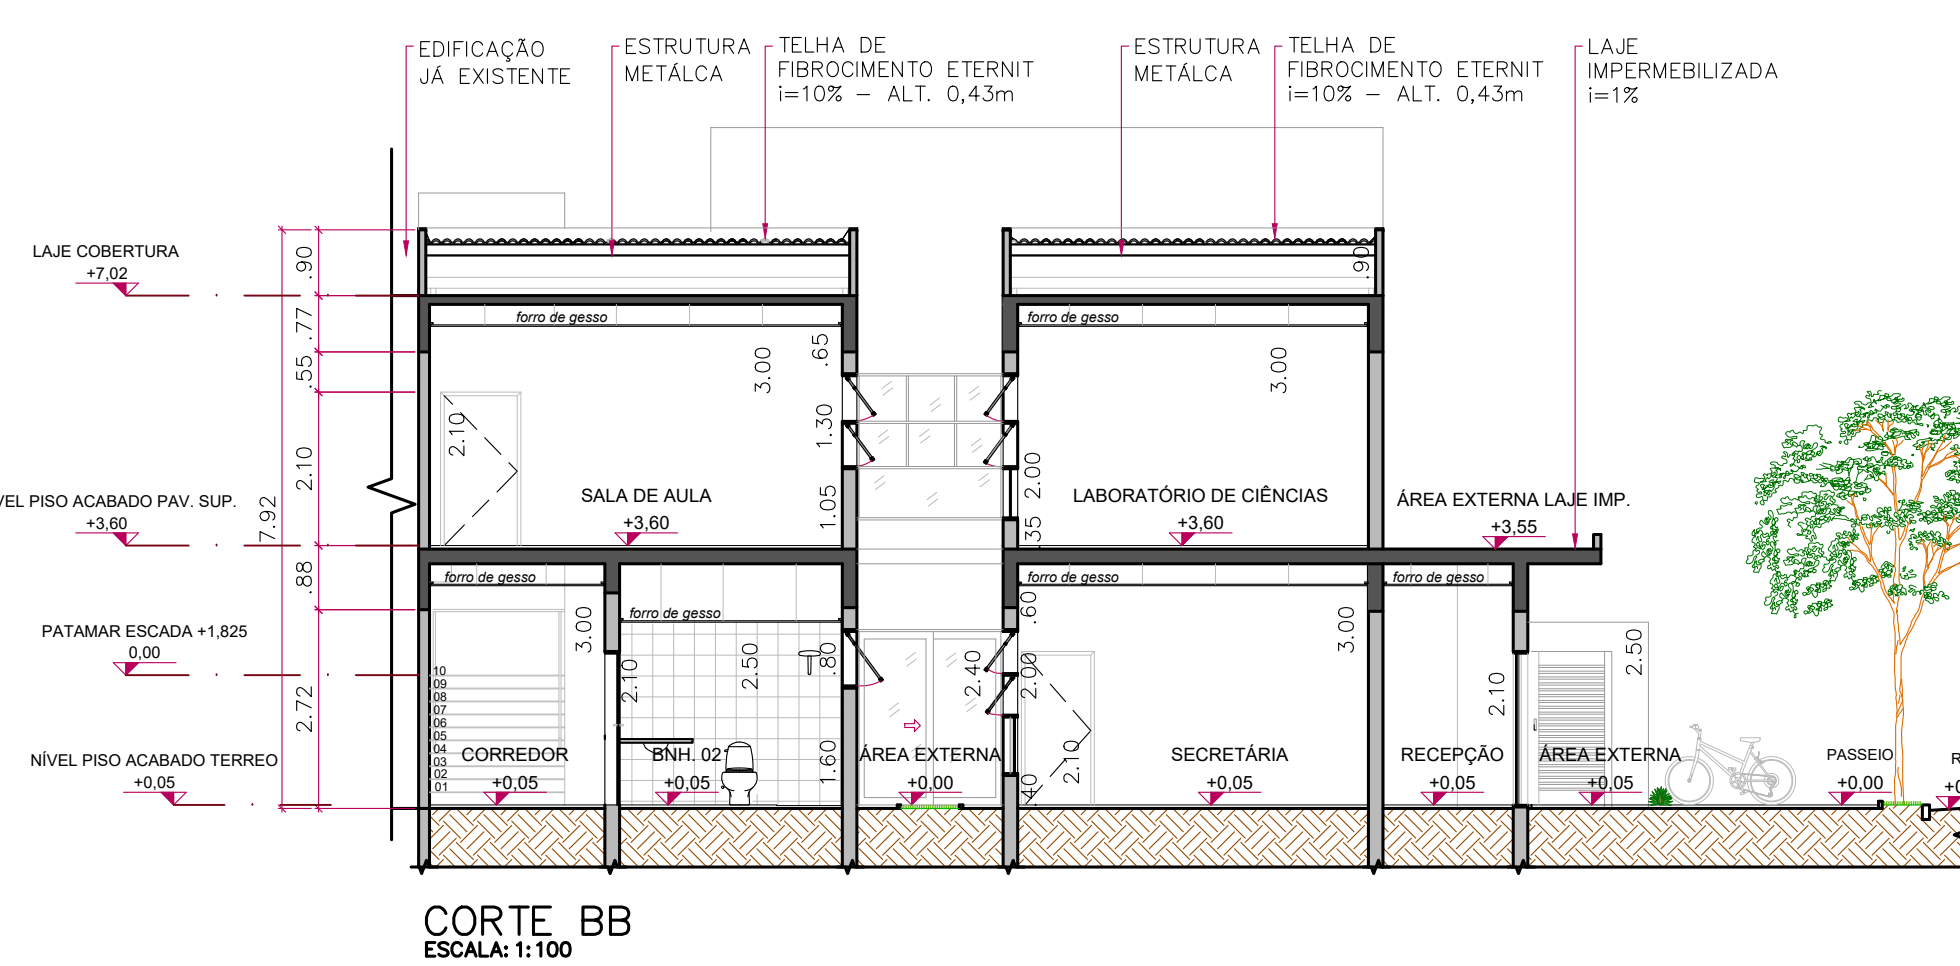 EDIFICAÇÃO
JÁ EXISTENTE
ESTRUTURA
METÁLCA
TELHA DE
FIBROCIMENTO ETERNIT
i=10% – ALT. 0,43m
ESTRUTURA
METÁLCA
TELHA DE
FIBROCIMENTO ETERNIT
i=10% – ALT. 0,43m
LAJE
IMPERMEBILIZADA
i=1%
LAJE COBERTURA
+7,02
VEL PISO ACABADO PAV. SUP.
+3,60
PATAMAR ESCADA +1,825
0,00
NÍVEL PISO ACABADO TERREO
+0,05
7.92
.90
.77
.55
2.10
.88
2.72
.90
forro de gesso
forro de gesso
2.10
3.00
.65
1.30
1.05
SALA DE AULA
+3,60
2.00
.35
3.00
LABORATÓRIO DE CIÊNCIAS
+3,60
ÁREA EXTERNA LAJE IMP.
+3,55
forro de gesso
forro de gesso
forro de gesso
forro de gesso
3.00
2.10
2.50
.80
1.60
2.40
.60
2.00
.40
2.10
3.00
2.10
2.50
10
09
08
07
06
05
04
03
02
01
CORREDOR
+0,05
BNH. 02
+0,05
ÁREA EXTERNA
+0,00
SECRETÁRIA
+0,05
RECEPÇÃO
+0,05
ÁREA EXTERNA
+0,05
PASSEIO
+0,00
R
+0
CORTE BB
ESCALA: 1:100